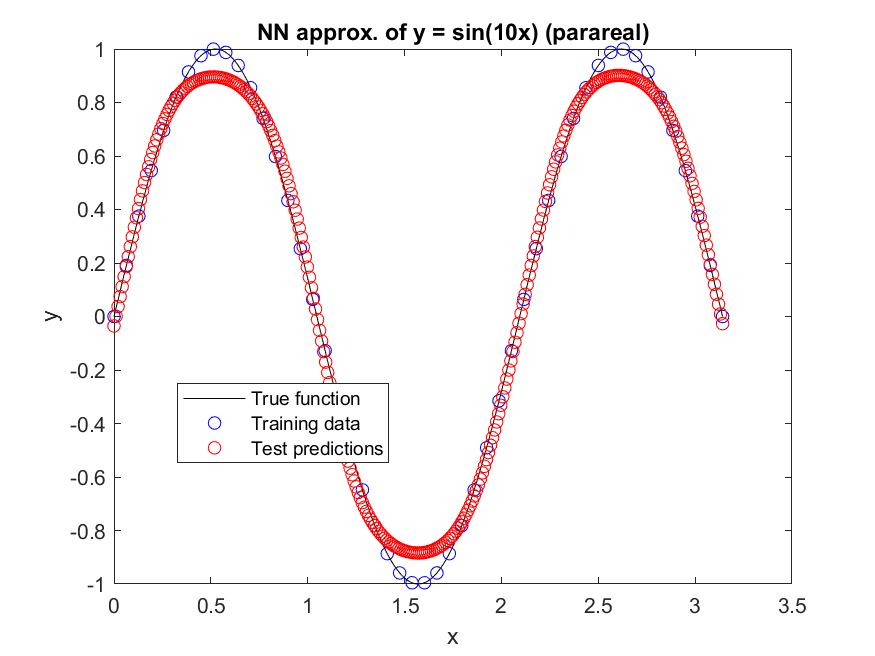 NN approx. of y = sin(10x) (parareal)
1
0.8
0.6
0.4
0.2
0
-0.2
-0.4
-0.6
-0.8
-1
y
True function
Training data
Test predictions
0 0.5 1 1.5 2 2.5 3 3.5
x